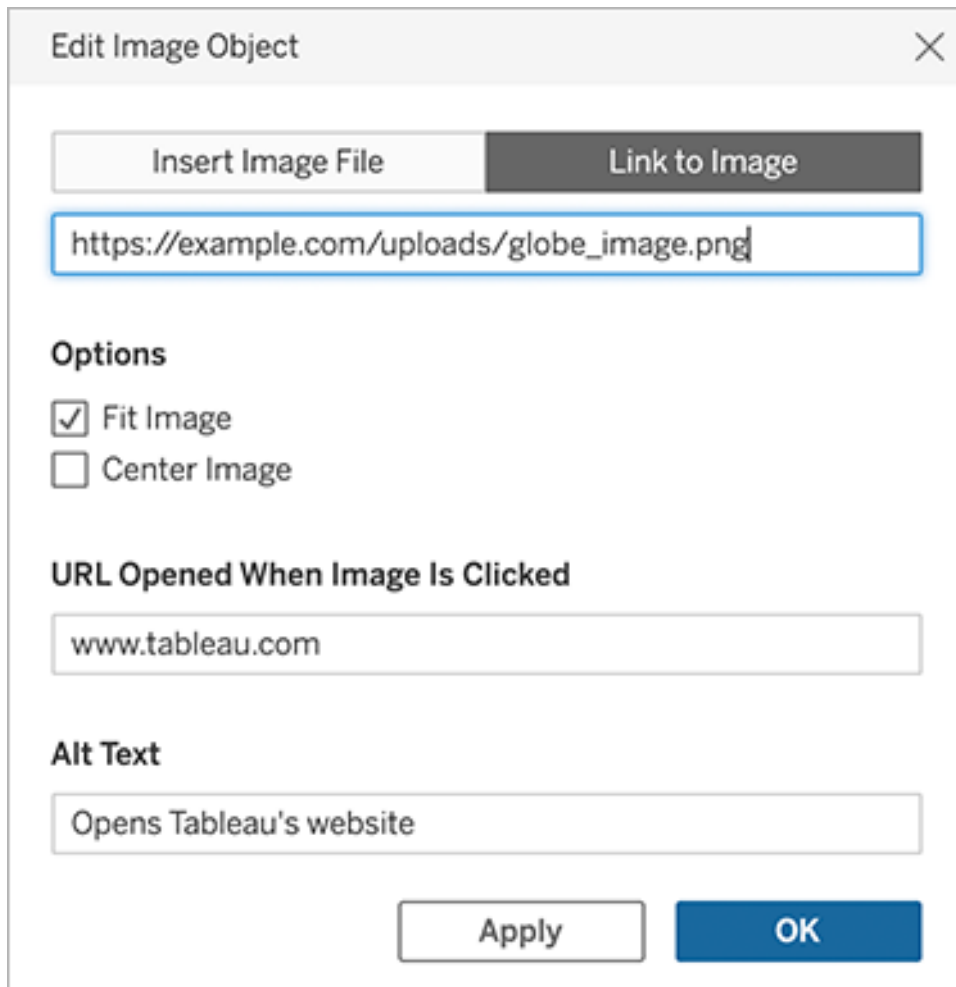 Edit Image Object
Insert Image File
Link to Image
https://example.com/uploads/globe_image.png
Options
Fit Image
Center Image
URL Opened When Image Is Clicked
www.tableau.com
Alt Text
Opens Tableau's website
Apply
OK